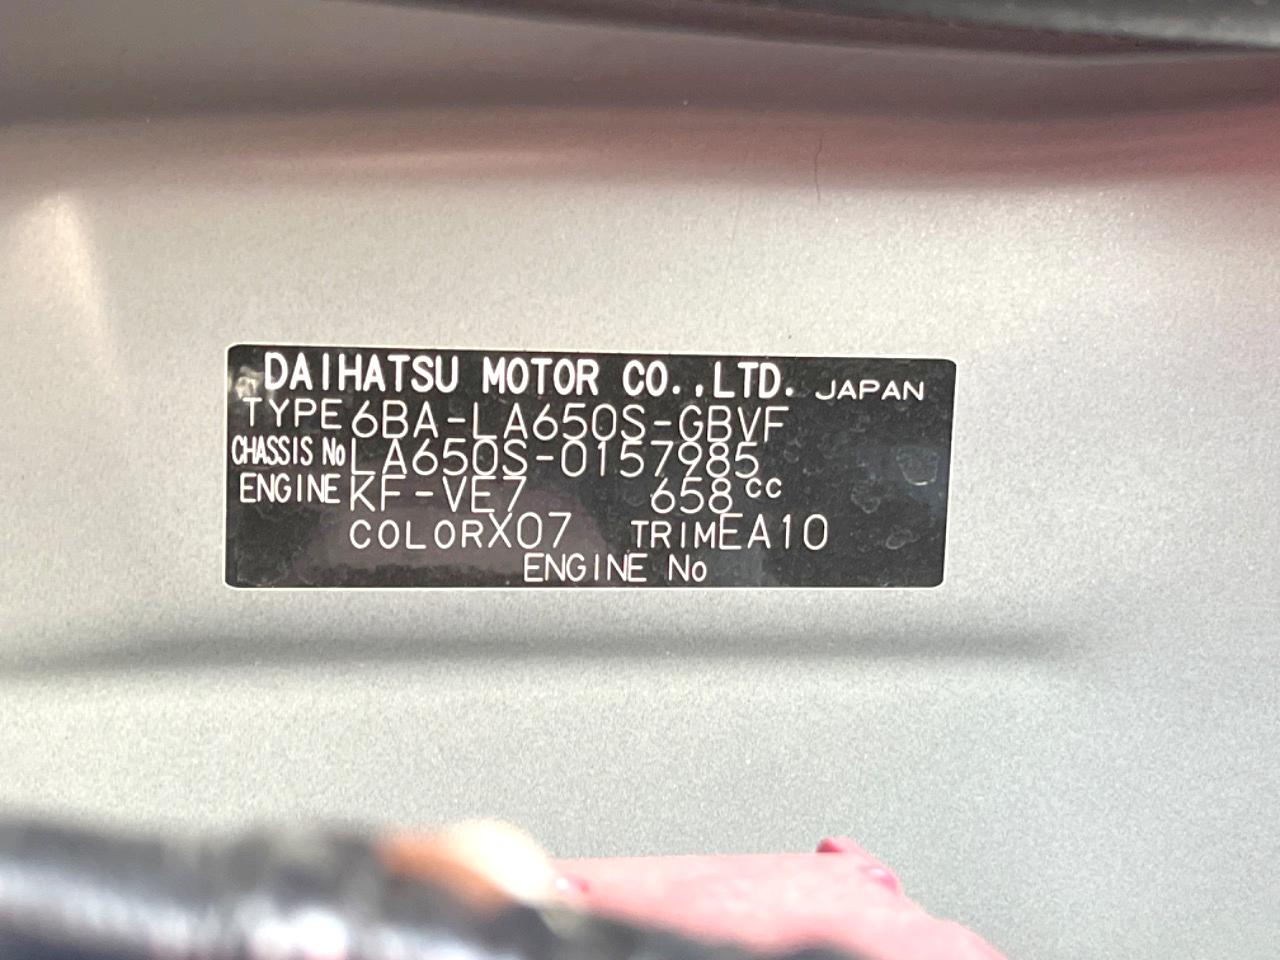 DAIHATSU MOTOR CO.,LTD. JAPAN
TYPE 6BA-LA650S-GBVF
CHASSIS No LA650S-0157985
ENGINE KF-VE7 658cc
COLOR X07 TRIM EA10
ENGINE No